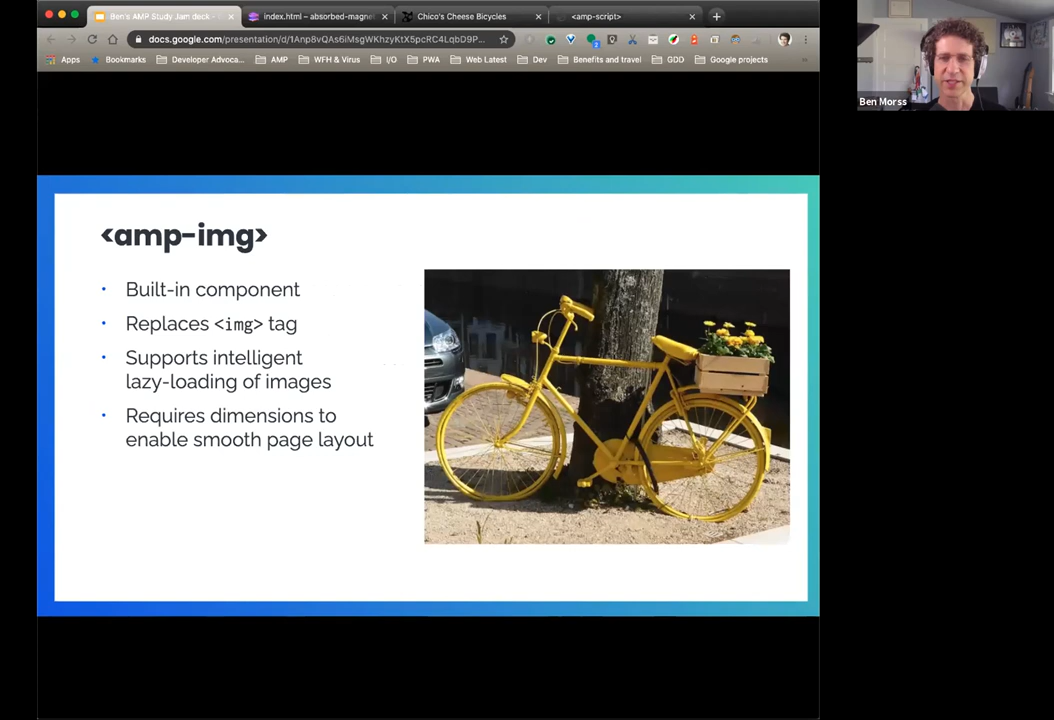 Ben's AMP Study Jam deck -
index.html – absorbed-magnet
Chico's Cheese Bicycles
<amp-script>
docs.google.com/presentation/d/1Anp8vQAs6iMsgWKhzyKtX5pcRC4LqbD9P...
Apps
Bookmarks
Developer Advoca...
AMP
WFH & Virus
I/O
PWA
Web Latest
Dev
Benefits and travel
GDD
Google projects
Ben Morss
<amp-img>
• Built-in component
• Replaces <img> tag
• Supports intelligent
lazy-loading of images
• Requires dimensions to
enable smooth page layout